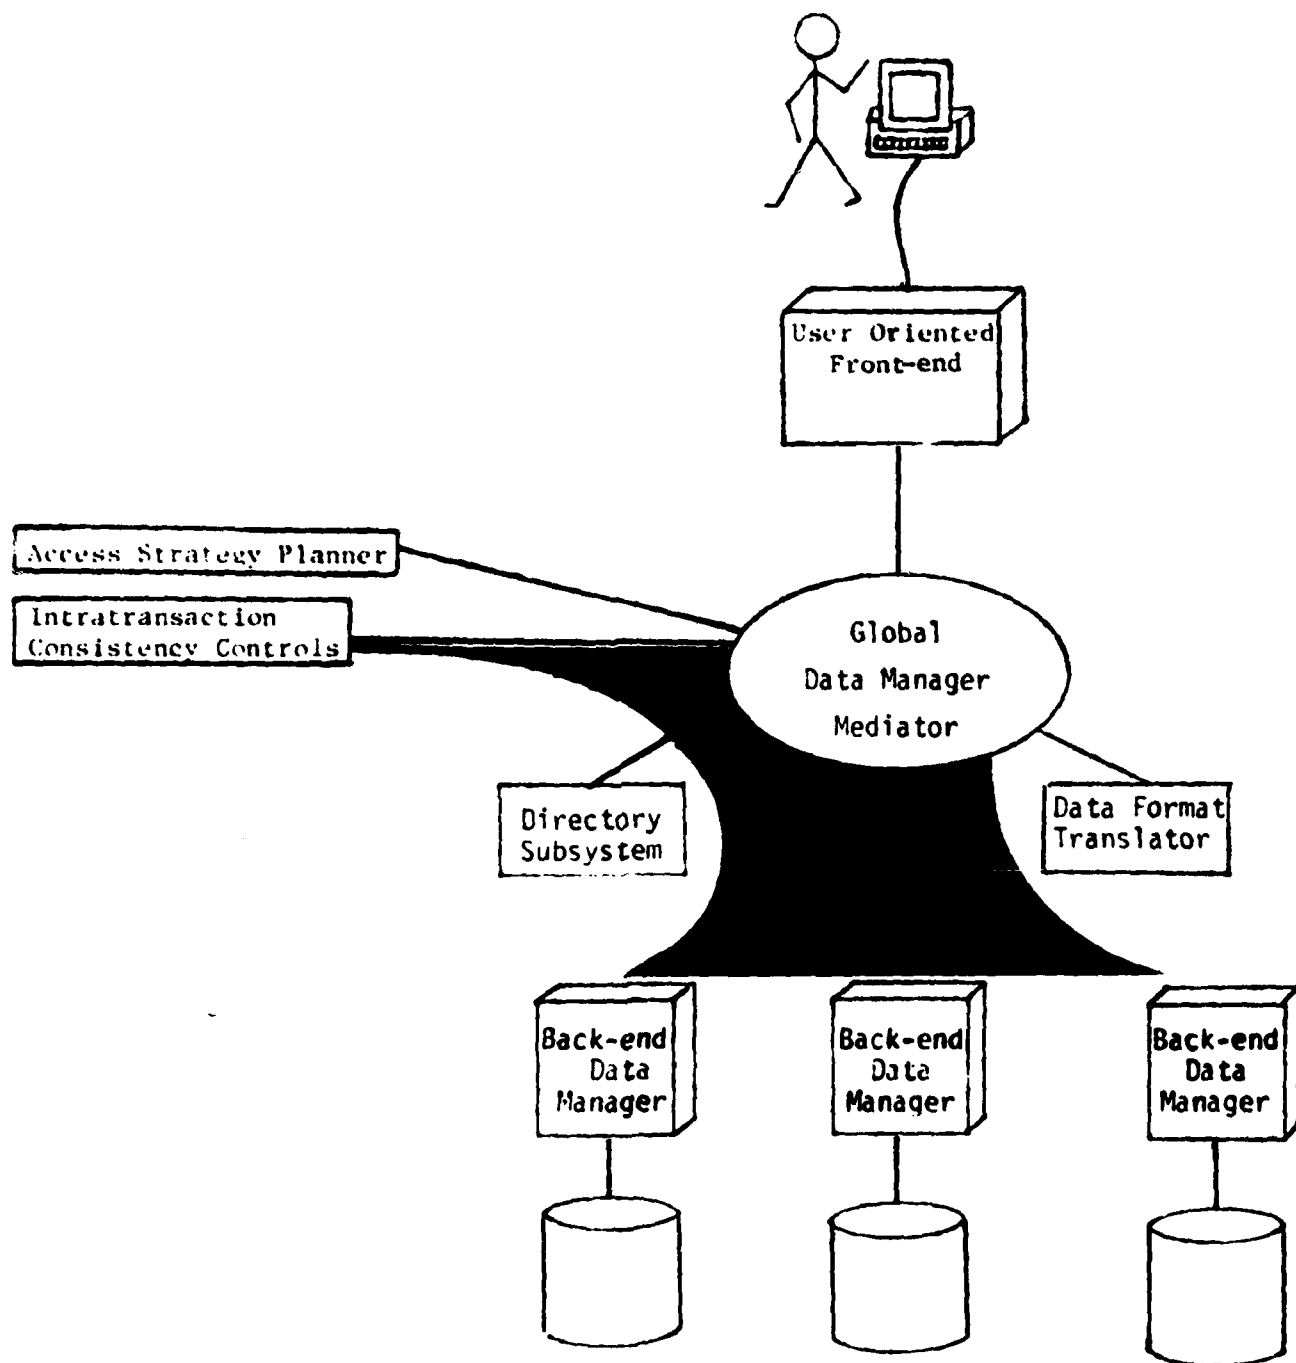 User Oriented
Front-end
Access Strategy Planner
Intratransaction
Consistency Controls
Global
Data Manager
Mediator
Directory
Subsystem
Data Format
Translator
Back-end
Data
Manager
Back-end
Data
Manager
Back-end
Data
Manager